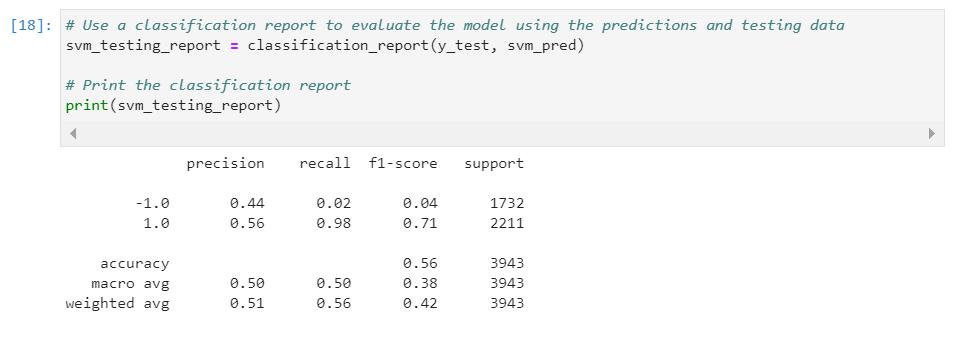 [18]: # Use a classification report to evaluate the model using the predictions and testing data
svm_testing_report = classification_report(y_test, svm_pred)
# Print the classification report
print(svm_testing_report)
precision recall f1-score support
-1.0 0.44 0.02 0.04 1732
1.0 0.56 0.98 0.71 2211
accuracy 0.56 3943
macro avg 0.50 0.50 0.38 3943
weighted avg 0.51 0.56 0.42 3943